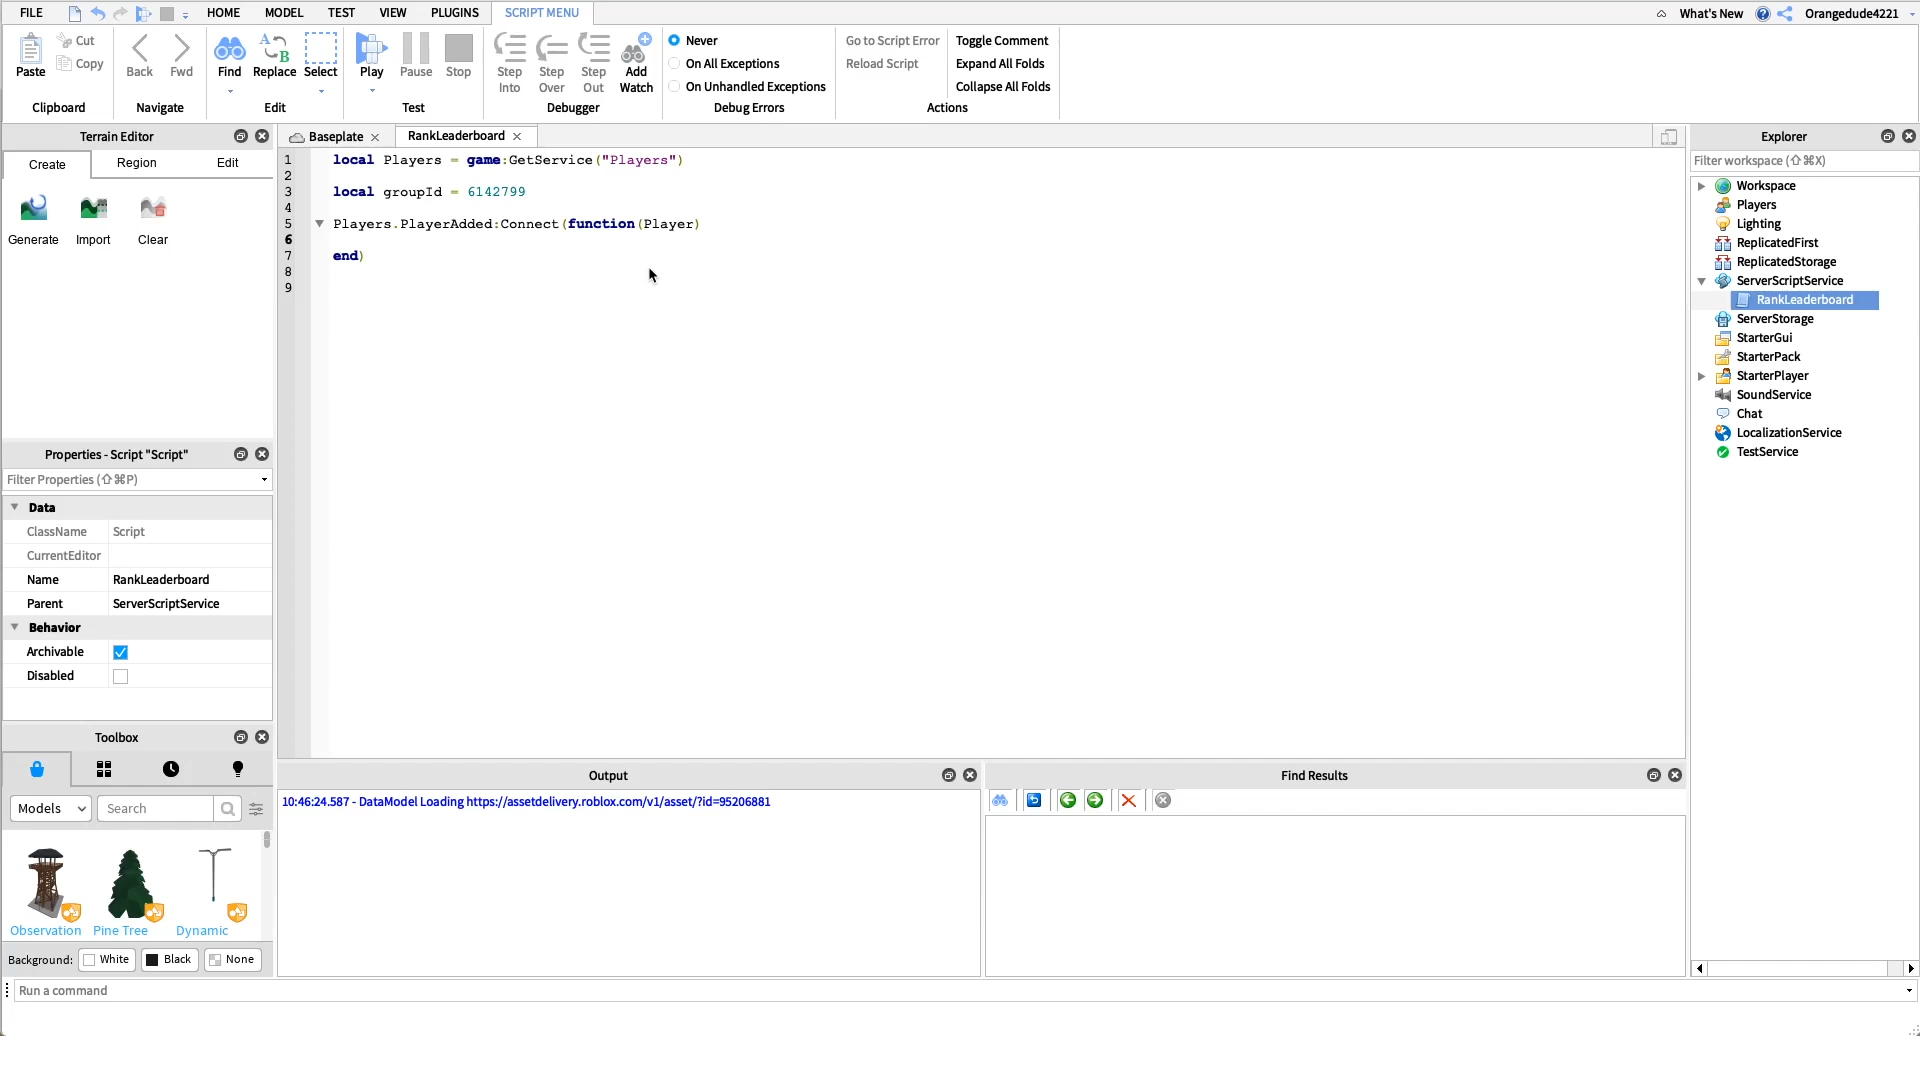 FILE HOME MODEL TEST VIEW PLUGINS SCRIPT MENU What's New ? Orangedude4221
Paste Cut Copy Back Fwd Find Replace Select Play Pause Stop Step Into Step Over Step Out Add Watch
Never
On All Exceptions
On Unhandled Exceptions
Go to Script Error
Reload Script
Toggle Comment
Expand All Folds
Collapse All Folds
Clipboard Navigate Edit Test Debugger Debug Errors Actions
Terrain Editor
Create Region Edit
Generate Import Clear
Properties - Script "Script"
Filter Properties (⇧⌘P)
Data
ClassName Script
CurrentEditor
Name RankLeaderboard
Parent ServerScriptService
Behavior
Archivable
Disabled
Toolbox
Models Search
Observation Pine Tree Dynamic
Background: White Black None
Baseplate RankLeaderboard
1 local Players = game:GetService("Players")
2
3 local groupId = 6142799
4
5 Players.PlayerAdded:Connect(function(Player)
6
7 end)
8
9
Output
10:46:24.587 - DataModel Loading https://assetdelivery.roblox.com/v1/asset/?id=95206881
Find Results
Explorer
Filter workspace (⇧⌘X)
Workspace
Players
Lighting
ReplicatedFirst
ReplicatedStorage
ServerScriptService
RankLeaderboard
ServerStorage
StarterGui
StarterPack
StarterPlayer
SoundService
Chat
LocalizationService
TestService
Run a command